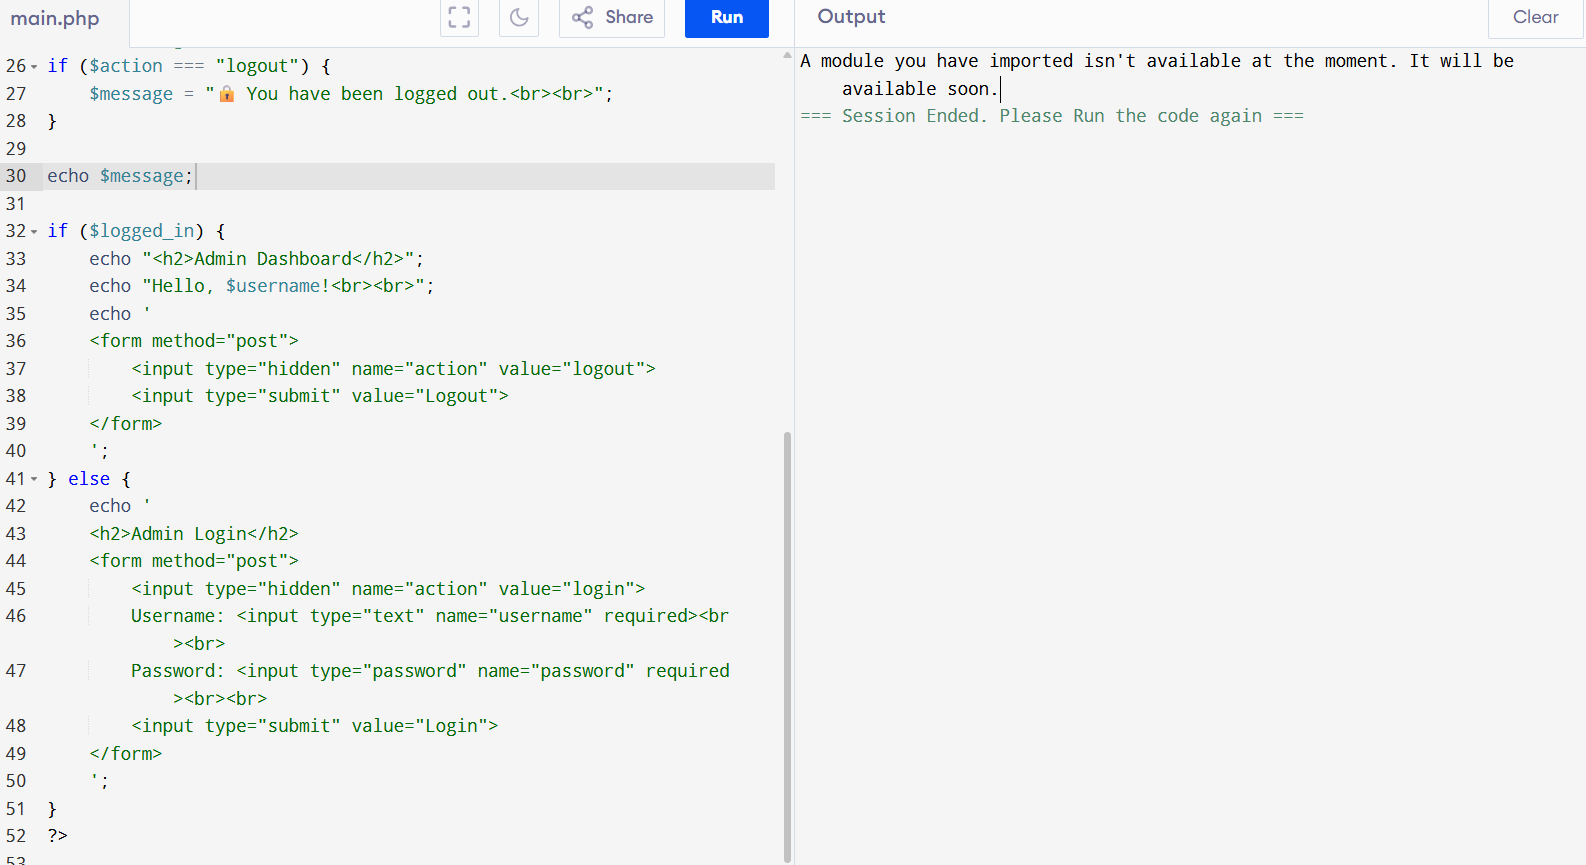 main.php Share Run Output Clear
26 if ($action === "logout") {
27 $message = "🔒 You have been logged out.<br><br>";
28 }
29
30 echo $message;
31
32 if ($logged_in) {
33 echo "<h2>Admin Dashboard</h2>";
34 echo "Hello, $username!<br><br>";
35 echo '
36 <form method="post">
37 <input type="hidden" name="action" value="logout">
38 <input type="submit" value="Logout">
39 </form>
40 ';
41 } else {
42 echo '
43 <h2>Admin Login</h2>
44 <form method="post">
45 <input type="hidden" name="action" value="login">
46 Username: <input type="text" name="username" required><br
><br>
47 Password: <input type="password" name="password" required
><br><br>
48 <input type="submit" value="Login">
49 </form>
50 ';
51 }
52 ?>
53
A module you have imported isn't available at the moment. It will be
available soon.
=== Session Ended. Please Run the code again ===